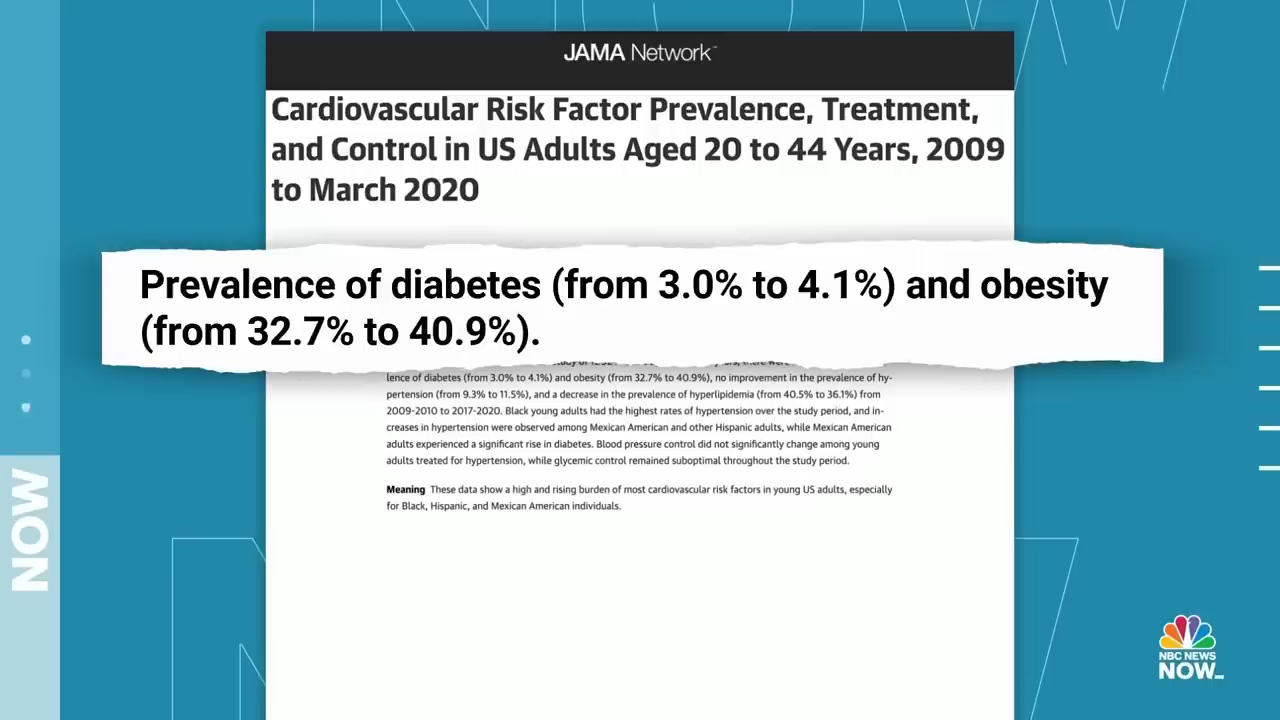 JAMA Network
Cardiovascular Risk Factor Prevalence, Treatment,
and Control in US Adults Aged 20 to 44 Years, 2009
to March 2020
Prevalence of diabetes (from 3.0% to 4.1%) and obesity
(from 32.7% to 40.9%).
lence of diabetes (from 3.0% to 4.1%) and obesity (from 32.7% to 40.9%), no improvement in the prevalence of hy-
pertension (from 9.3% to 11.5%), and a decrease in the prevalence of hyperlipidemia (from 40.5% to 36.1%) from
2009-2010 to 2017-2020. Black young adults had the highest rates of hypertension over the study period, and in-
creases in hypertension were observed among Mexican American and other Hispanic adults, while Mexican American
adults experienced a significant rise in diabetes. Blood pressure control did not significantly change among young
adults treated for hypertension, while glycemic control remained suboptimal throughout the study period.
Meaning These data show a high and rising burden of most cardiovascular risk factors in young US adults, especially
for Black, Hispanic, and Mexican American individuals.
NOW
NBC NEWS
NOW